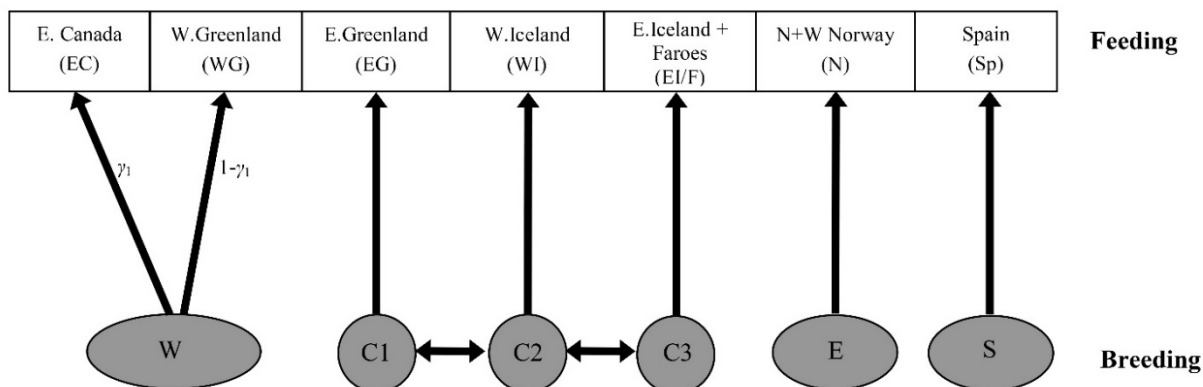 E. Canada
(EC)
W.Greenland
(WG)
E.Greenland
(EG)
W.Iceland
(WI)
E.Iceland +
Faroes
(EI/F)
N+W Norway
(N)
Spain
(Sp)
Feeding
γ₁
1-γ₁
W
C1
C2
C3
E
S
Breeding